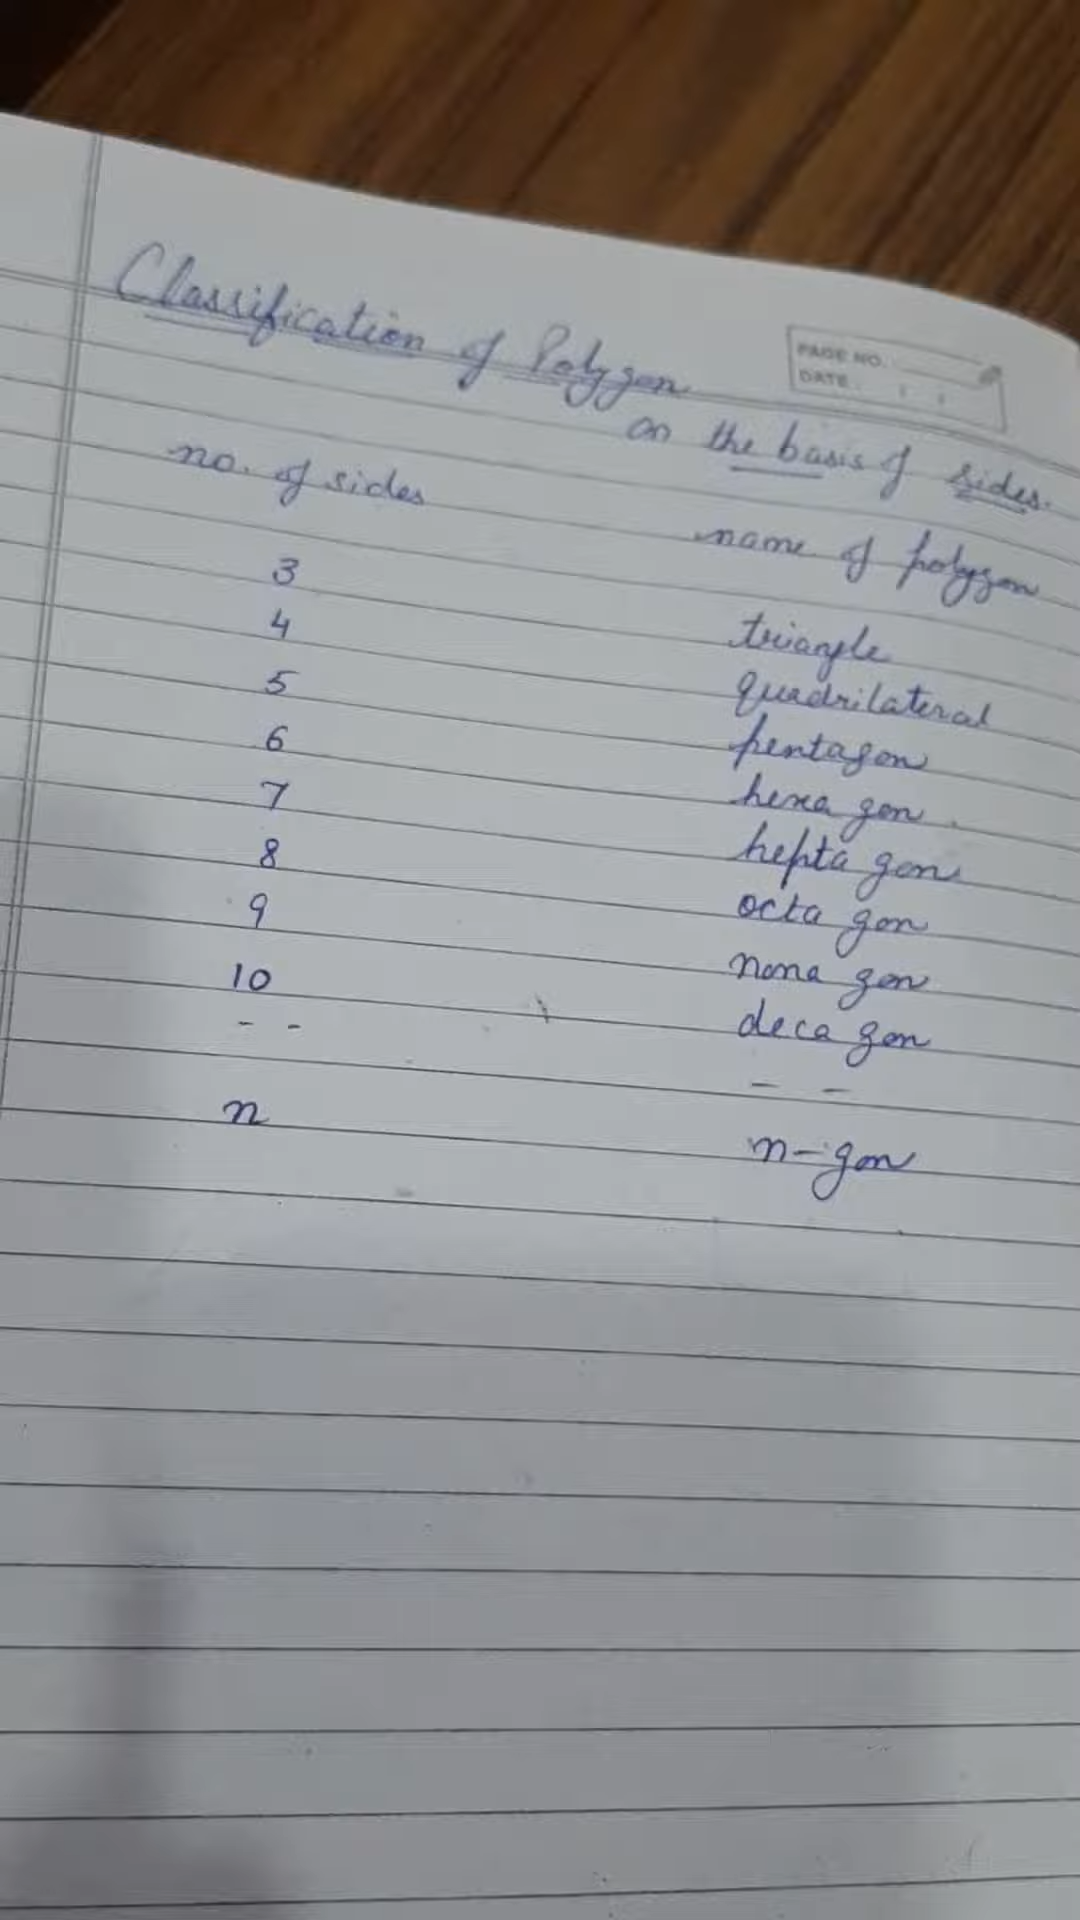 Classification of Polygon
PAGE NO.
DATE
on the basis of sides.
no. of sides name of polygon
3 triangle
4 quadrilateral
5 pentagon
6 hexa gon
7 hepta gon
8 octa gon
9 nona gon
10 deca gon
- - - -
n n-gon